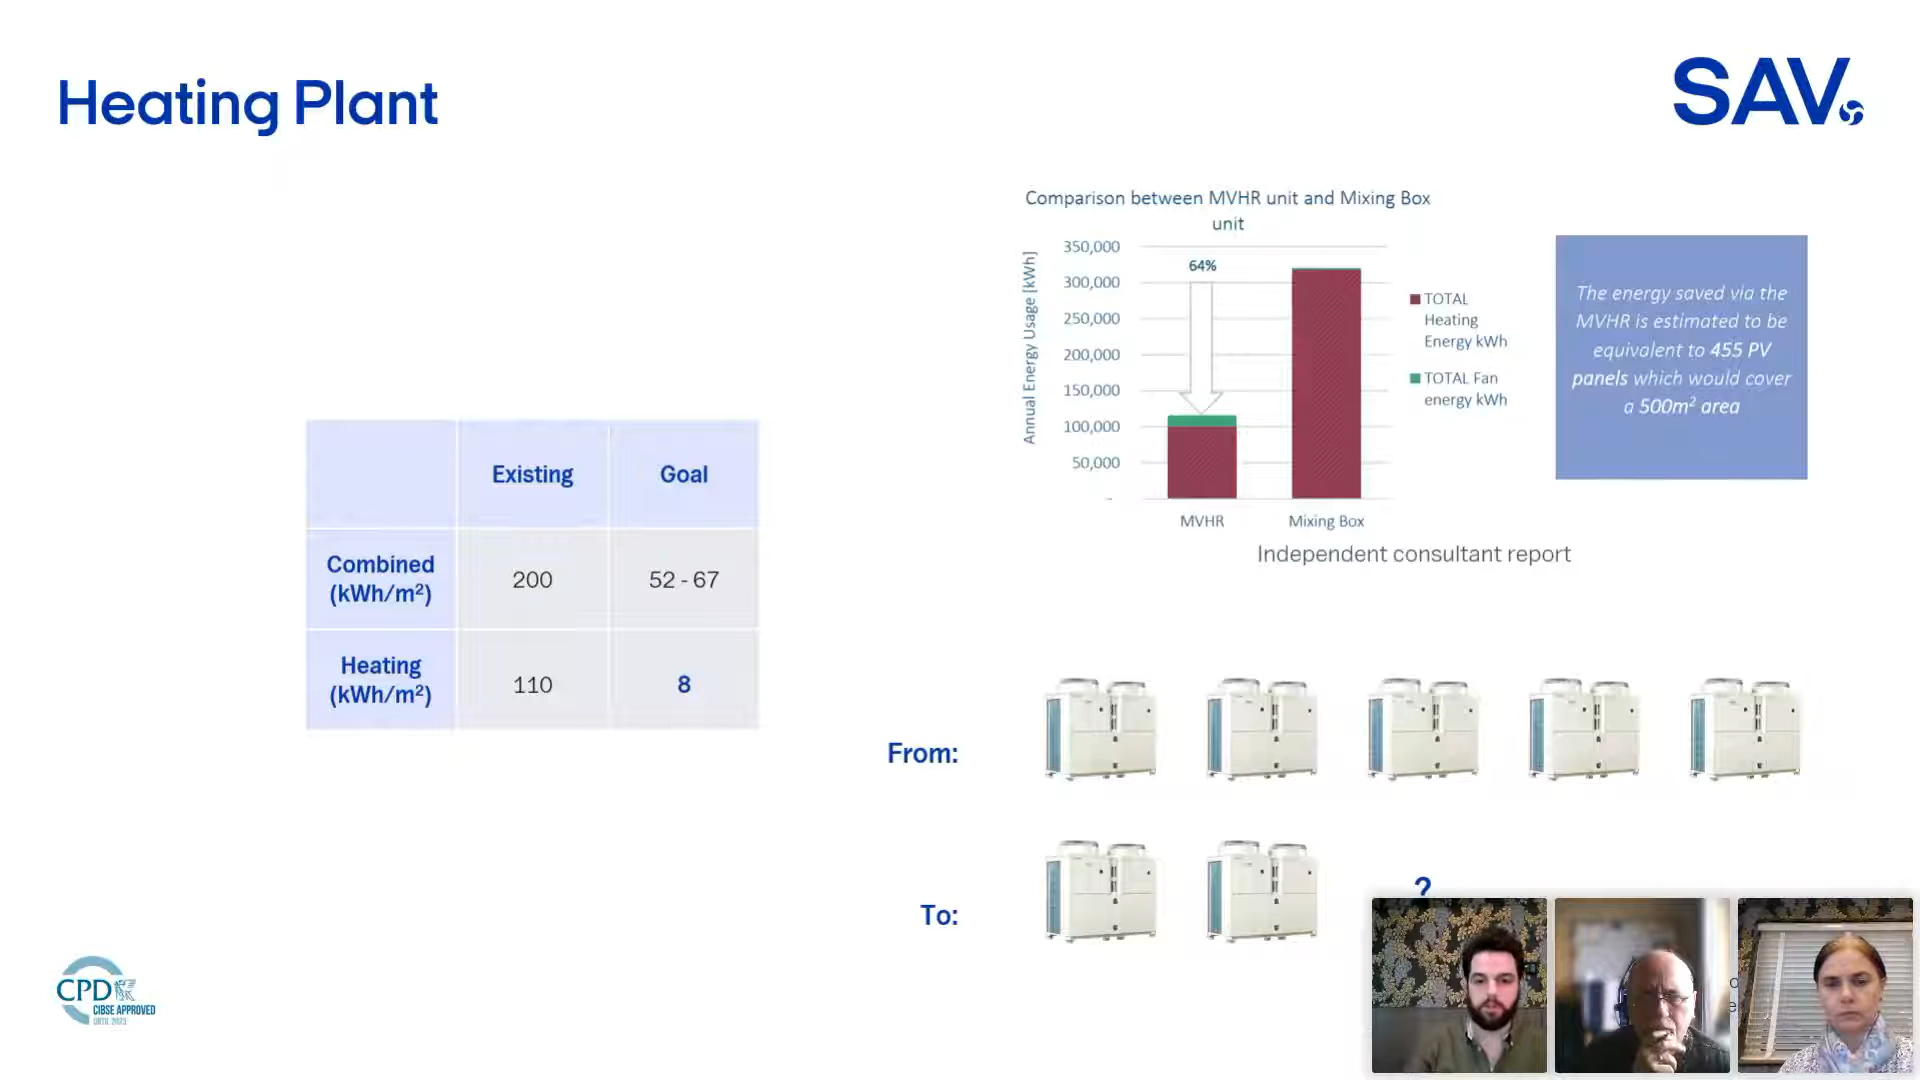 Heating Plant
SAV
Comparison between MVHR unit and Mixing Box
unit
Annual Energy Usage [kWh]
350,000
300,000
250,000
200,000
150,000
100,000
50,000
-
64%
MVHR
Mixing Box
TOTAL
Heating
Energy kWh
TOTAL Fan
energy kWh
Independent consultant report
The energy saved via the
MVHR is estimated to be
equivalent to 455 PV
panels which would cover
a 500m² area
Existing
Goal
Combined
(kWh/m²)
200
52 - 67
Heating
(kWh/m²)
110
8
From:
To:
?
CPD
CIBSE APPROVED